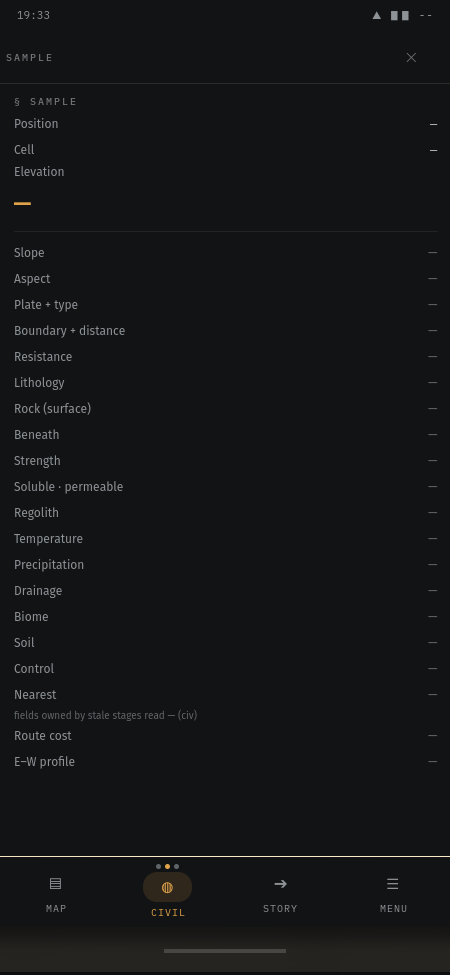 19:33 --
SAMPLE
§ SAMPLE
Position —
Cell —
Elevation
—
Slope —
Aspect —
Plate + type —
Boundary + distance —
Resistance —
Lithology —
Rock (surface) —
Beneath —
Strength —
Soluble · permeable —
Regolith —
Temperature —
Precipitation —
Drainage —
Biome —
Soil —
Control —
Nearest —
fields owned by stale stages read — (civ)
Route cost —
E–W profile —
MAP CIVIL STORY MENU